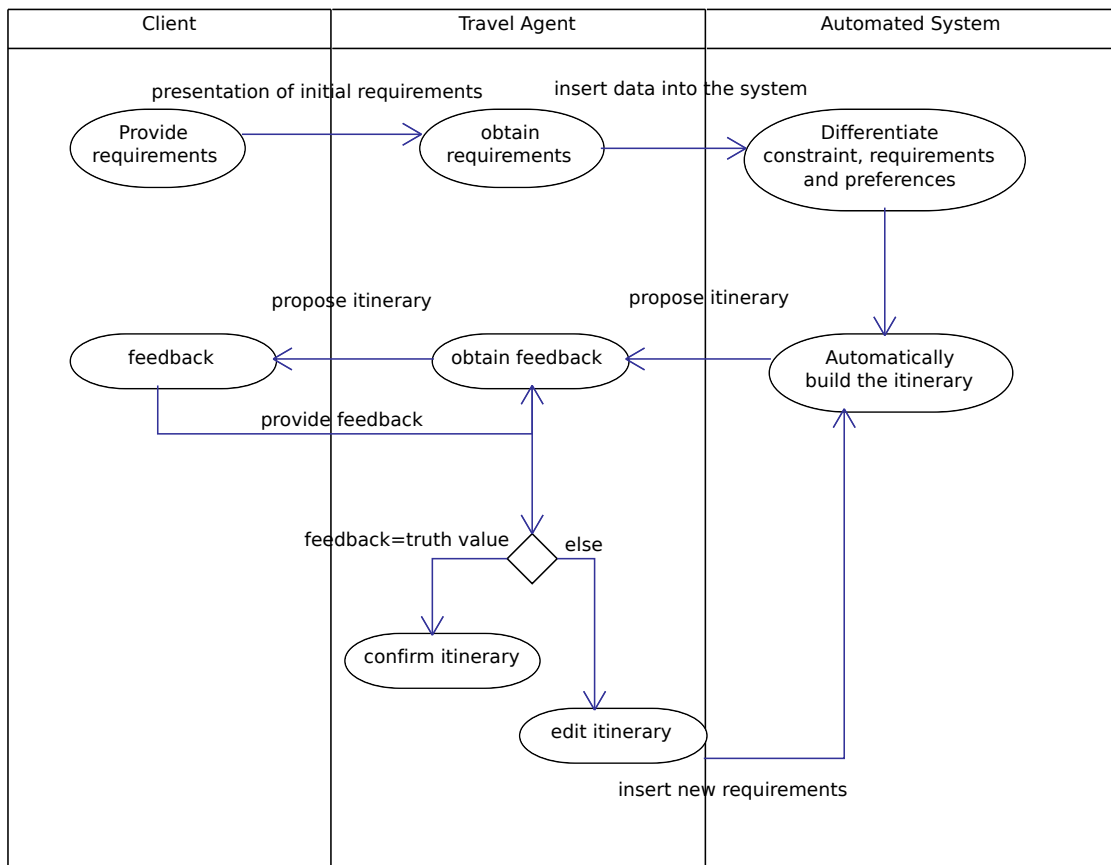 Client
Travel Agent
Automated System
presentation of initial requirements
insert data into the system
Provide
requirements
obtain
requirements
Differentiate
constraint, requirements
and preferences
propose itinerary
propose itinerary
feedback
obtain feedback
Automatically
build the itinerary
provide feedback
feedback=truth value
else
confirm itinerary
edit itinerary
insert new requirements